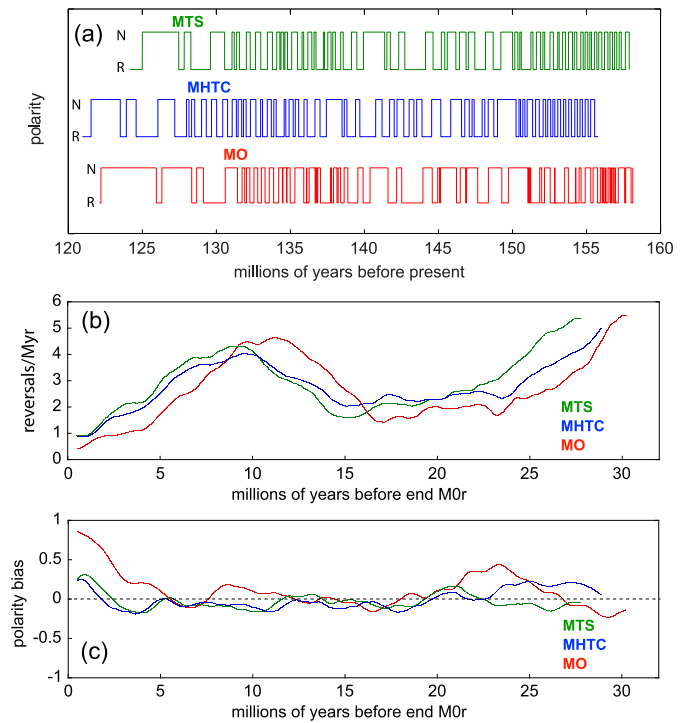 (a)
MTS
N
R
MHTC
N
R
MO
N
R
polarity
120 125 130 135 140 145 150 155 160
millions of years before present
(b)
6
5
4
3
2
1
0
reversals/Myr
MTS
MHTC
MO
0 5 10 15 20 25 30
millions of years before end M0r
1
0.5
0
-0.5
-1
polarity bias
(c)
MTS
MHTC
MO
0 5 10 15 20 25 30
millions of years before end M0r